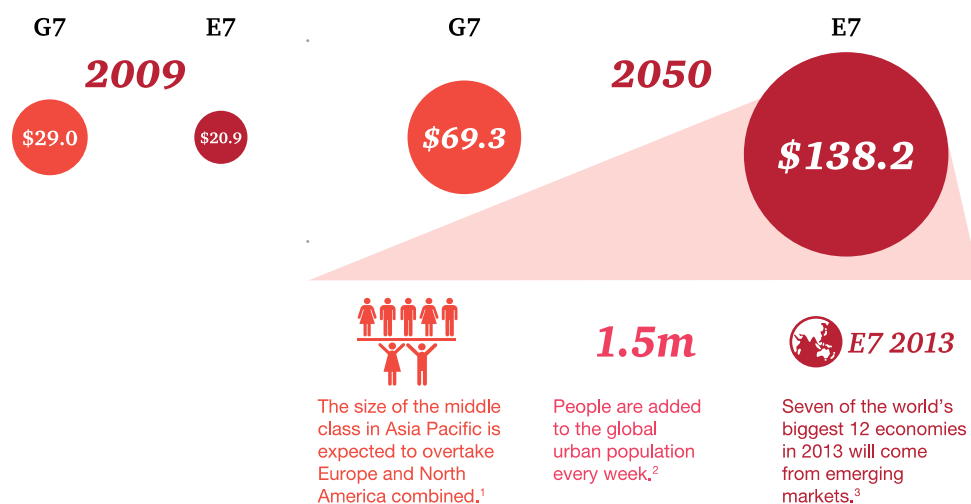 G7
E7
2009
$29.0
$20.9
G7
E7
2050
$69.3
$138.2
The size of the middle
class in Asia Pacific is
expected to overtake
Europe and North
America combined.¹
1.5m
People are added
to the global
urban population
every week.²
E7 2013
Seven of the world's
biggest 12 economies
in 2013 will come
from emerging
markets.³